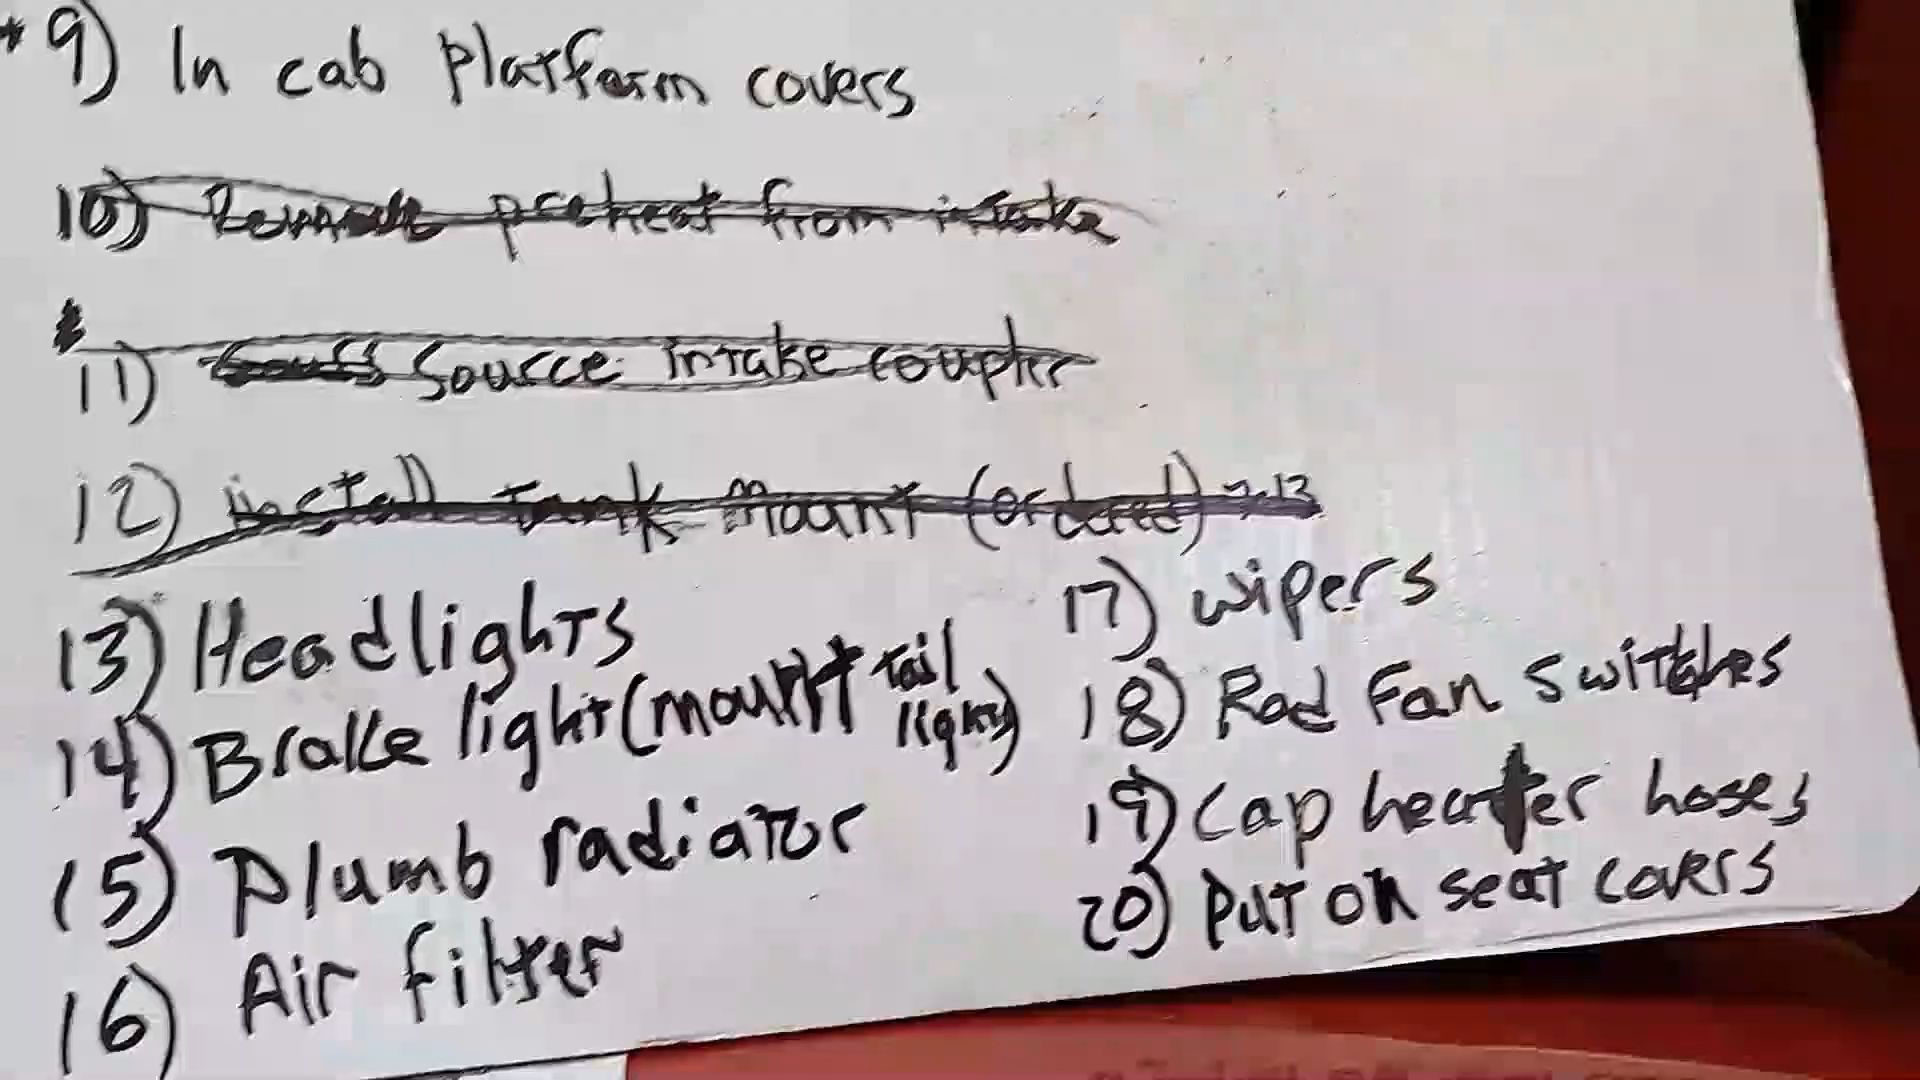 *9) In cab platform covers
10) Remove preheat from intake
* 11) Source intake coupler
12) install Tank Mount (ordered) 7-13
13) Headlights
14) Brake light (mount tail lights)
15) Plumb radiator
16) Air filter
17) wipers
18) Rad Fan switches
19) Cap heater hoses
20) Put on seat covers